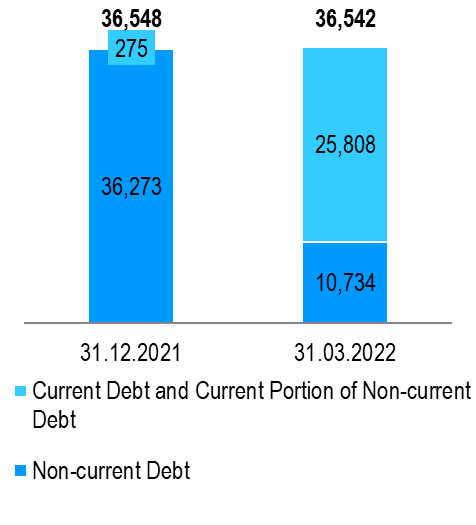 36,548 36,542
275
25,808
36,273
10,734
31.12.2021 31.03.2022
Current Debt and Current Portion of Non-current
Debt
Non-current Debt